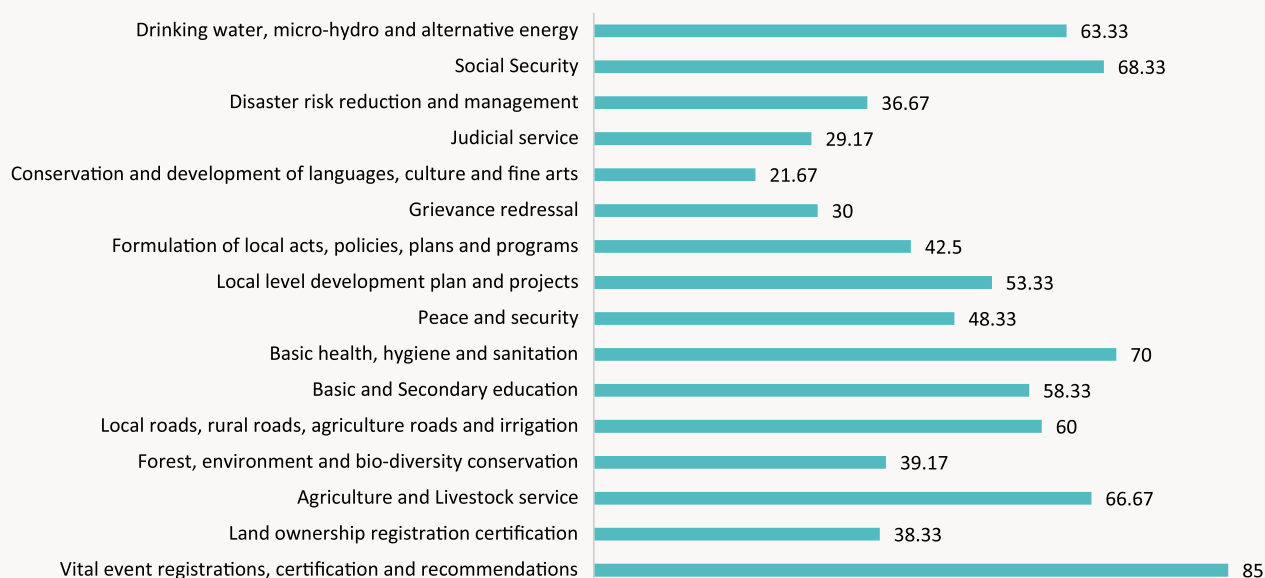 Drinking water, micro-hydro and alternative energy 63.33
Social Security 68.33
Disaster risk reduction and management 36.67
Judicial service 29.17
Conservation and development of languages, culture and fine arts 21.67
Grievance redressal 30
Formulation of local acts, policies, plans and programs 42.5
Local level development plan and projects 53.33
Peace and security 48.33
Basic health, hygiene and sanitation 70
Basic and Secondary education 58.33
Local roads, rural roads, agriculture roads and irrigation 60
Forest, environment and bio-diversity conservation 39.17
Agriculture and Livestock service 66.67
Land ownership registration certification 38.33
Vital event registrations, certification and recommendations 85